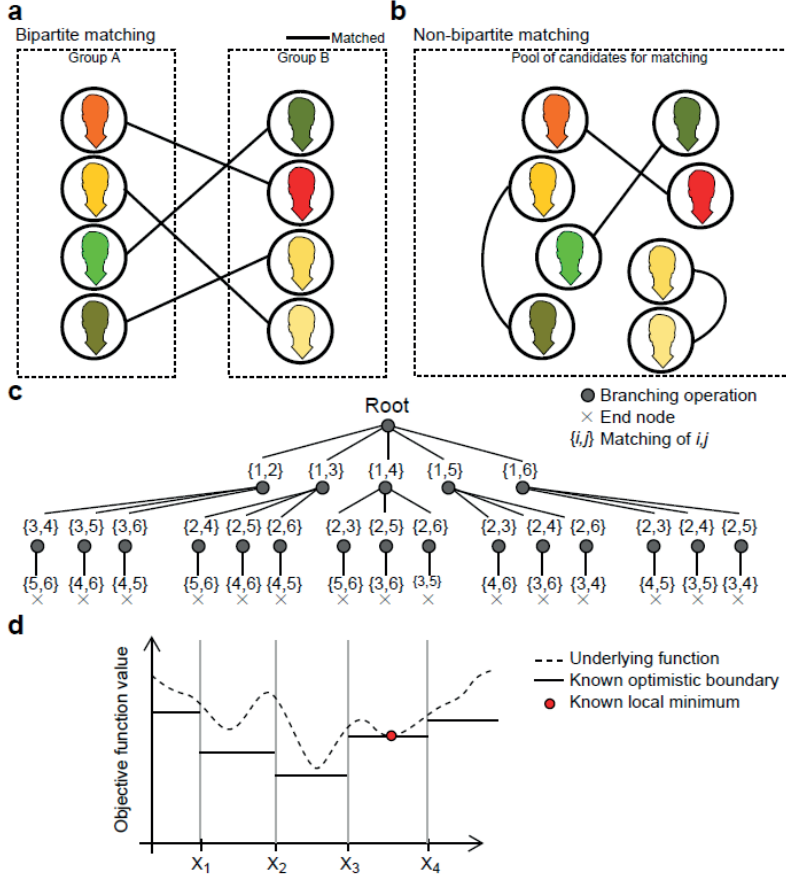 a
Bipartite matching
Matched
Group A
Group B
b
Non-bipartite matching
Pool of candidates for matching
c
Root
Branching operation
End node
{i,j} Matching of i,j
{1,2} {1,3} {1,4} {1,5} {1,6}
{3,4} {3,5} {3,6} {2,4} {2,5} {2,6} {2,3} {2,5} {2,6} {2,3} {2,4} {2,6} {2,3} {2,4} {2,5}
{5,6} {4,6} {4,5} {5,6} {4,6} {4,5} {5,6} {3,6} {3,5} {4,6} {3,6} {3,4} {4,5} {3,5} {3,4}
d
Objective function value
Underlying function
Known optimistic boundary
Known local minimum
X1 X2 X3 X4